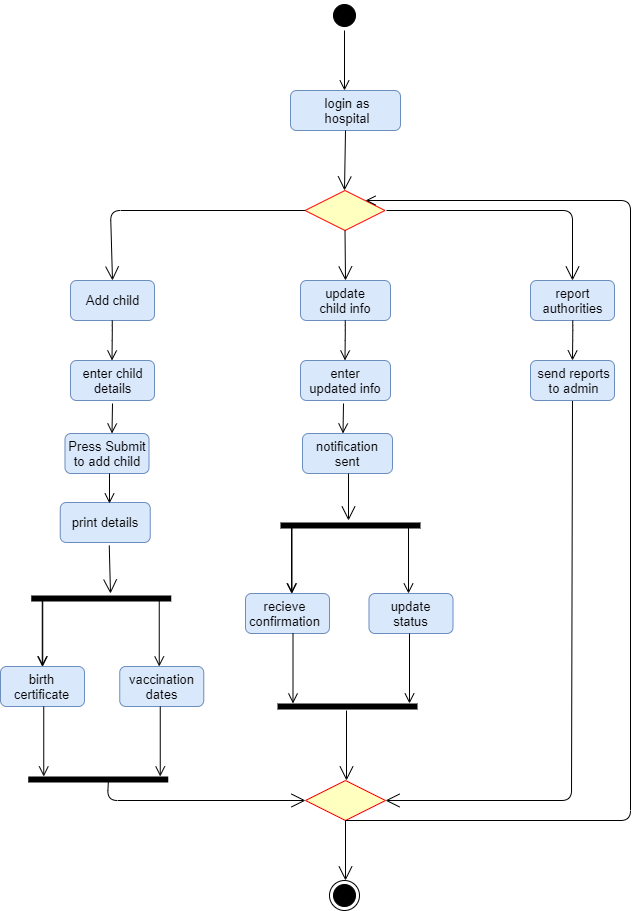 login as
hospital
Add child
update
child info
report
authorities
enter child
details
enter
updated info
send reports
to admin
Press Submit
to add child
notification
sent
print details
recieve
confirmation
update
status
birth
certificate
vaccination
dates